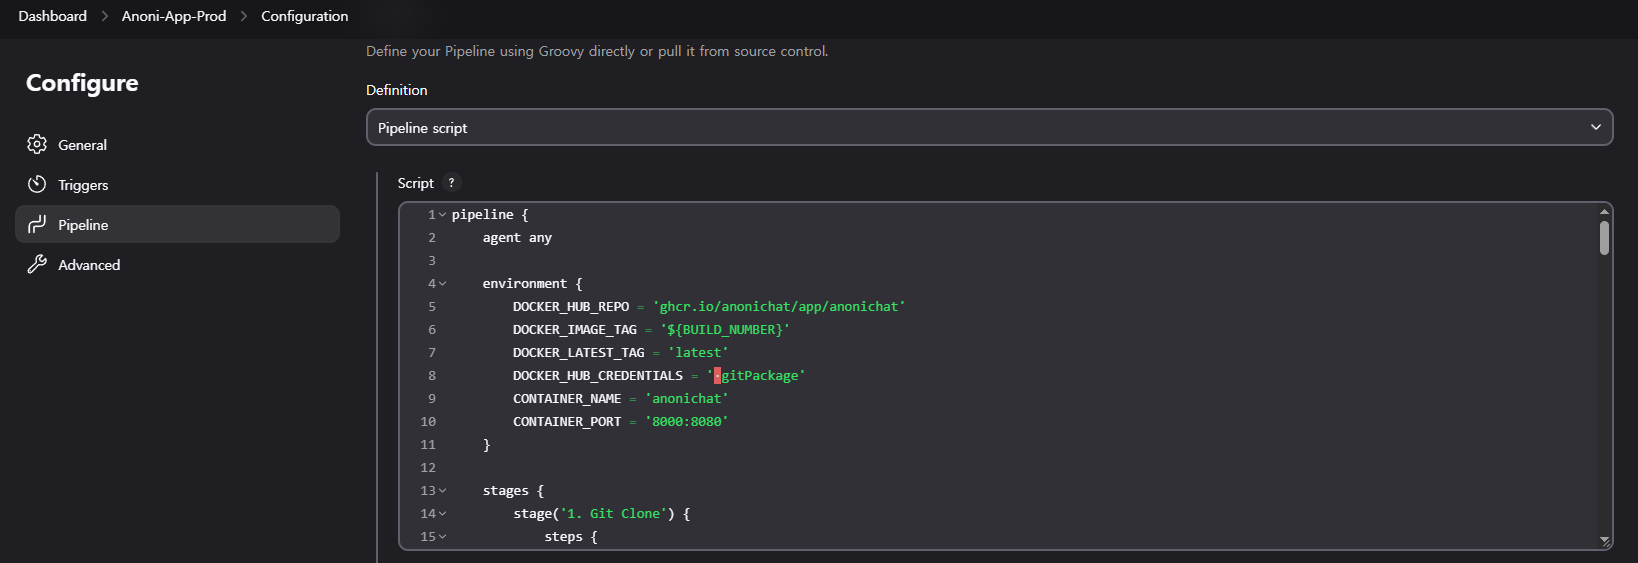 Dashboard > Anoni-App-Prod > Configuration
Define your Pipeline using Groovy directly or pull it from source control.
Configure
Definition
Pipeline script
General
Triggers
Pipeline
Advanced
Script ?
1 pipeline {
2     agent any
3
4     environment {
5         DOCKER_HUB_REPO = 'ghcr.io/anonichat/app/anonichat'
6         DOCKER_IMAGE_TAG = '${BUILD_NUMBER}'
7         DOCKER_LATEST_TAG = 'latest'
8         DOCKER_HUB_CREDENTIALS = '·gitPackage'
9         CONTAINER_NAME = 'anonichat'
10         CONTAINER_PORT = '8000:8080'
11     }
12
13     stages {
14         stage('1. Git Clone') {
15             steps {